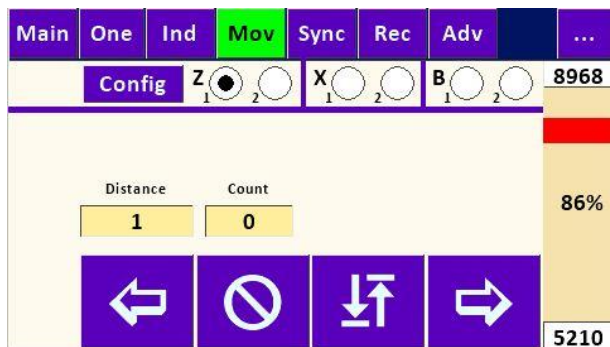 Main One Ind Mov Sync Rec Adv ...
Config Z 1 2 X 1 2 B 1 2 8968
86%
Distance Count
1 0
5210